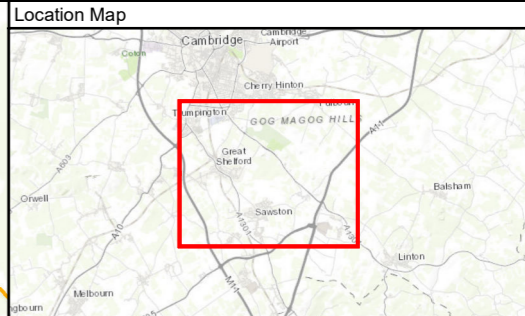 Location Map
Cambridge
Cambridge
Airport
Coton
Cherry Hinton
Fulbourn
Trumpington
GOG MAGOG HILLS
A11
Great
Shelford
A603
Balsham
Orwell
Sawston
A1301
A10
A1307
Linton
M11
Melbourn